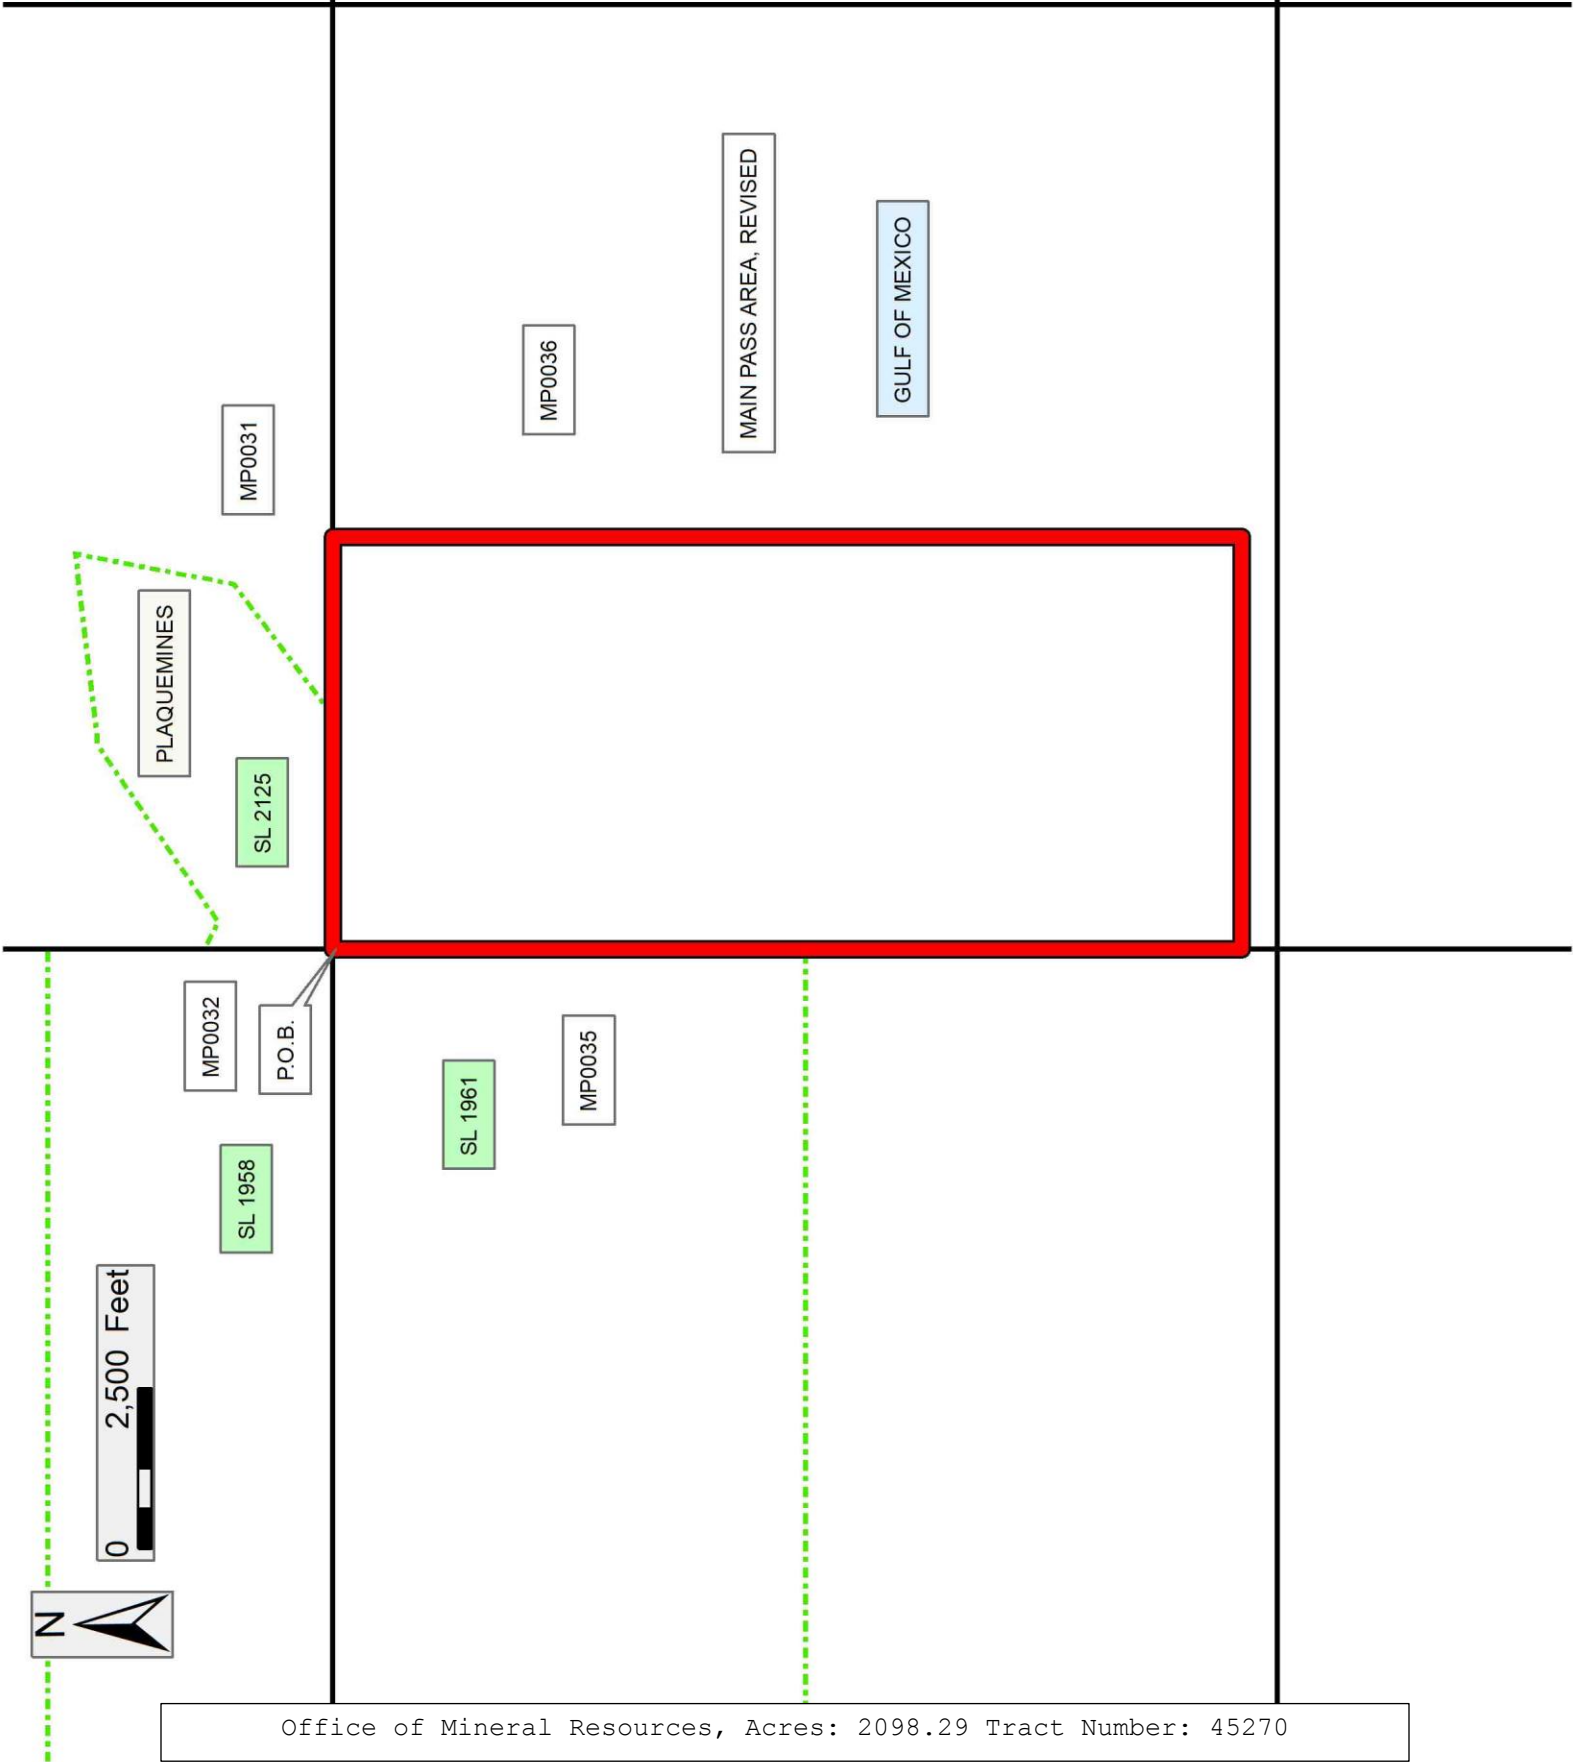 N
0 2,500 Feet
SL 1958
MP0032
P.O.B.
SL 2125
PLAQUEMINES
MP0031
SL 1961
MP0035
MP0036
MAIN PASS AREA, REVISED
GULF OF MEXICO
Office of Mineral Resources, Acres: 2098.29 Tract Number: 45270